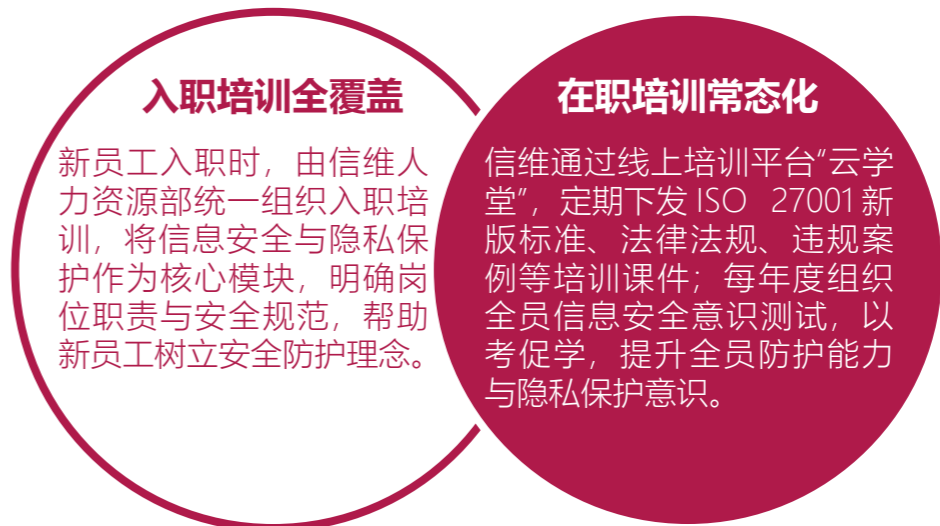 入职培训全覆盖
新员工入职时，由信维人
力资源部统一组织入职培
训，将信息安全与隐私保
护作为核心模块，明确岗
位职责与安全规范，帮助
新员工树立安全防护理念。
在职培训常态化
信维通过线上培训平台“云学
堂”，定期下发 ISO 27001 新
版标准、法律法规、违规案
例等培训课件；每年度组织
全员信息安全意识测试，以
考促学，提升全员防护能力
与隐私保护意识。